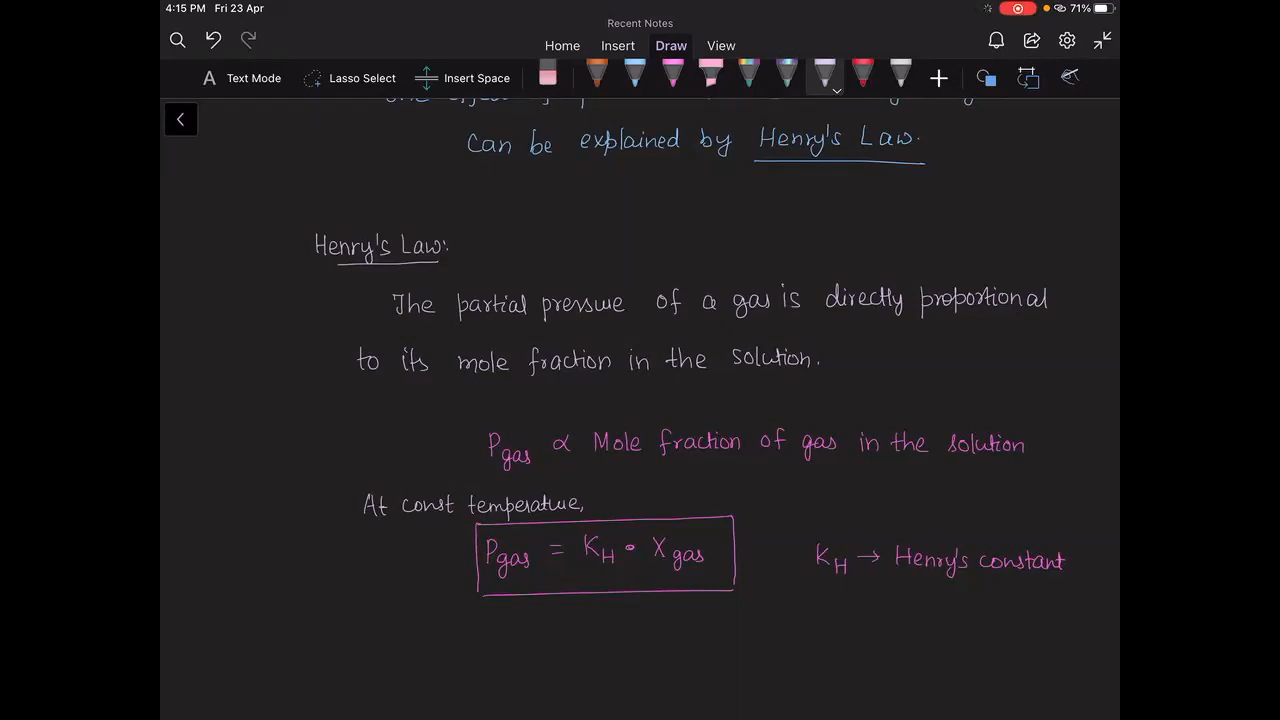 4:15 PM Fri 23 Apr
71%
Recent Notes
Home Insert Draw View
A Text Mode Lasso Select Insert Space
can be explained by Henry's Law.
Henry's Law:
The partial pressure of a gas is directly proportional
to its mole fraction in the solution.
Pgas ∝ Mole fraction of gas in the solution
At const temperature,
Pgas = KH • Xgas
KH → Henry's constant